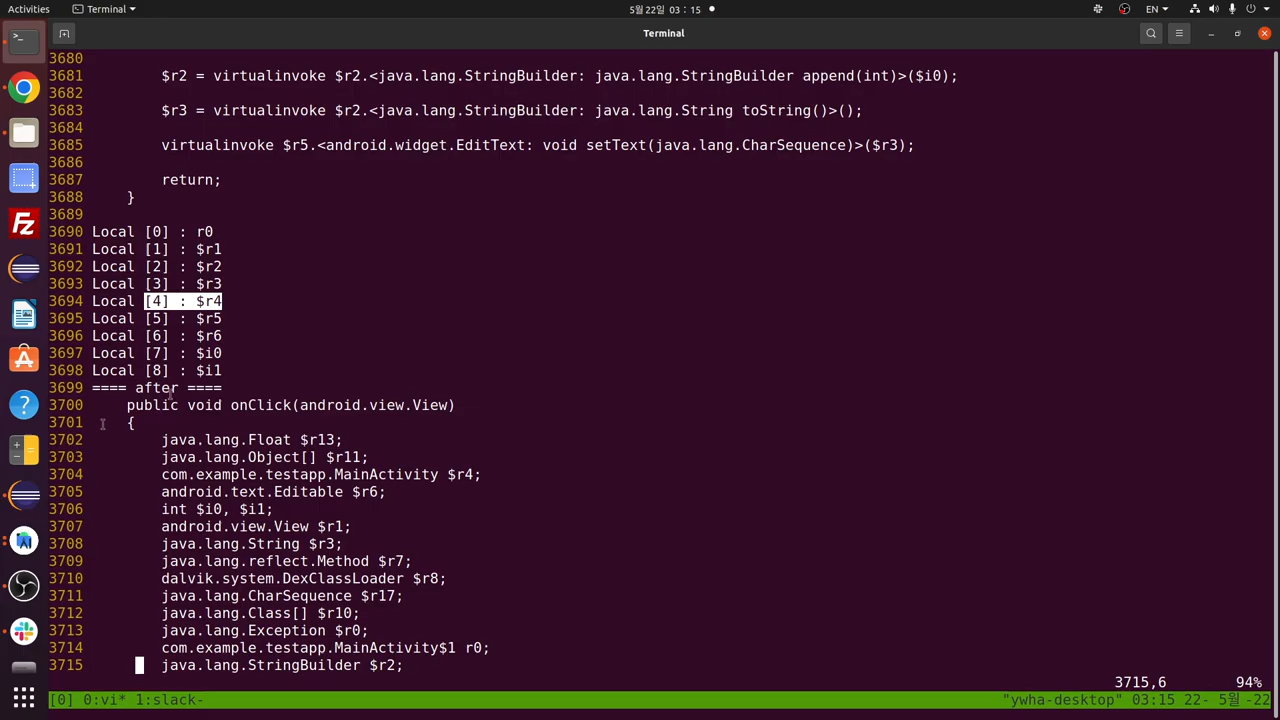 Activities
Terminal
5월 22일 03 : 15
EN
Terminal
3680
3681 $r2 = virtualinvoke $r2.<java.lang.StringBuilder: java.lang.StringBuilder append(int)>($i0);
3682
3683 $r3 = virtualinvoke $r2.<java.lang.StringBuilder: java.lang.String toString()>();
3684
3685 virtualinvoke $r5.<android.widget.EditText: void setText(java.lang.CharSequence)>($r3);
3686
3687 return;
3688 }
3689
3690 Local [0] : r0
3691 Local [1] : $r1
3692 Local [2] : $r2
3693 Local [3] : $r3
3694 Local [4] : $r4
3695 Local [5] : $r5
3696 Local [6] : $r6
3697 Local [7] : $i0
3698 Local [8] : $i1
3699 ==== after ====
3700 public void onClick(android.view.View)
3701 {
3702 java.lang.Float $r13;
3703 java.lang.Object[] $r11;
3704 com.example.testapp.MainActivity $r4;
3705 android.text.Editable $r6;
3706 int $i0, $i1;
3707 android.view.View $r1;
3708 java.lang.String $r3;
3709 java.lang.reflect.Method $r7;
3710 dalvik.system.DexClassLoader $r8;
3711 java.lang.CharSequence $r17;
3712 java.lang.Class[] $r10;
3713 java.lang.Exception $r0;
3714 com.example.testapp.MainActivity$1 r0;
3715 java.lang.StringBuilder $r2;
3715,6 94%
[0] 0:vi* 1:slack- "ywha-desktop" 03:15 22- 5월 -22